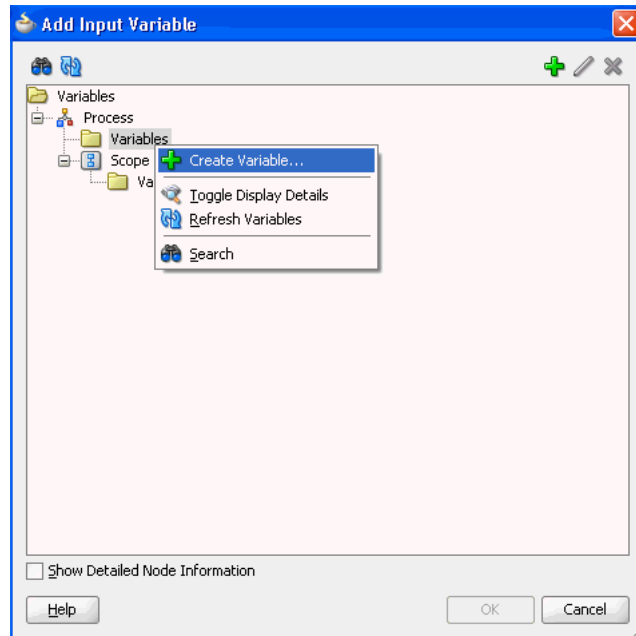 Add Input Variable
Variables
Process
Variables
Scope
Va
Create Variable...
Toggle Display Details
Refresh Variables
Search
Show Detailed Node Information
Help
OK
Cancel